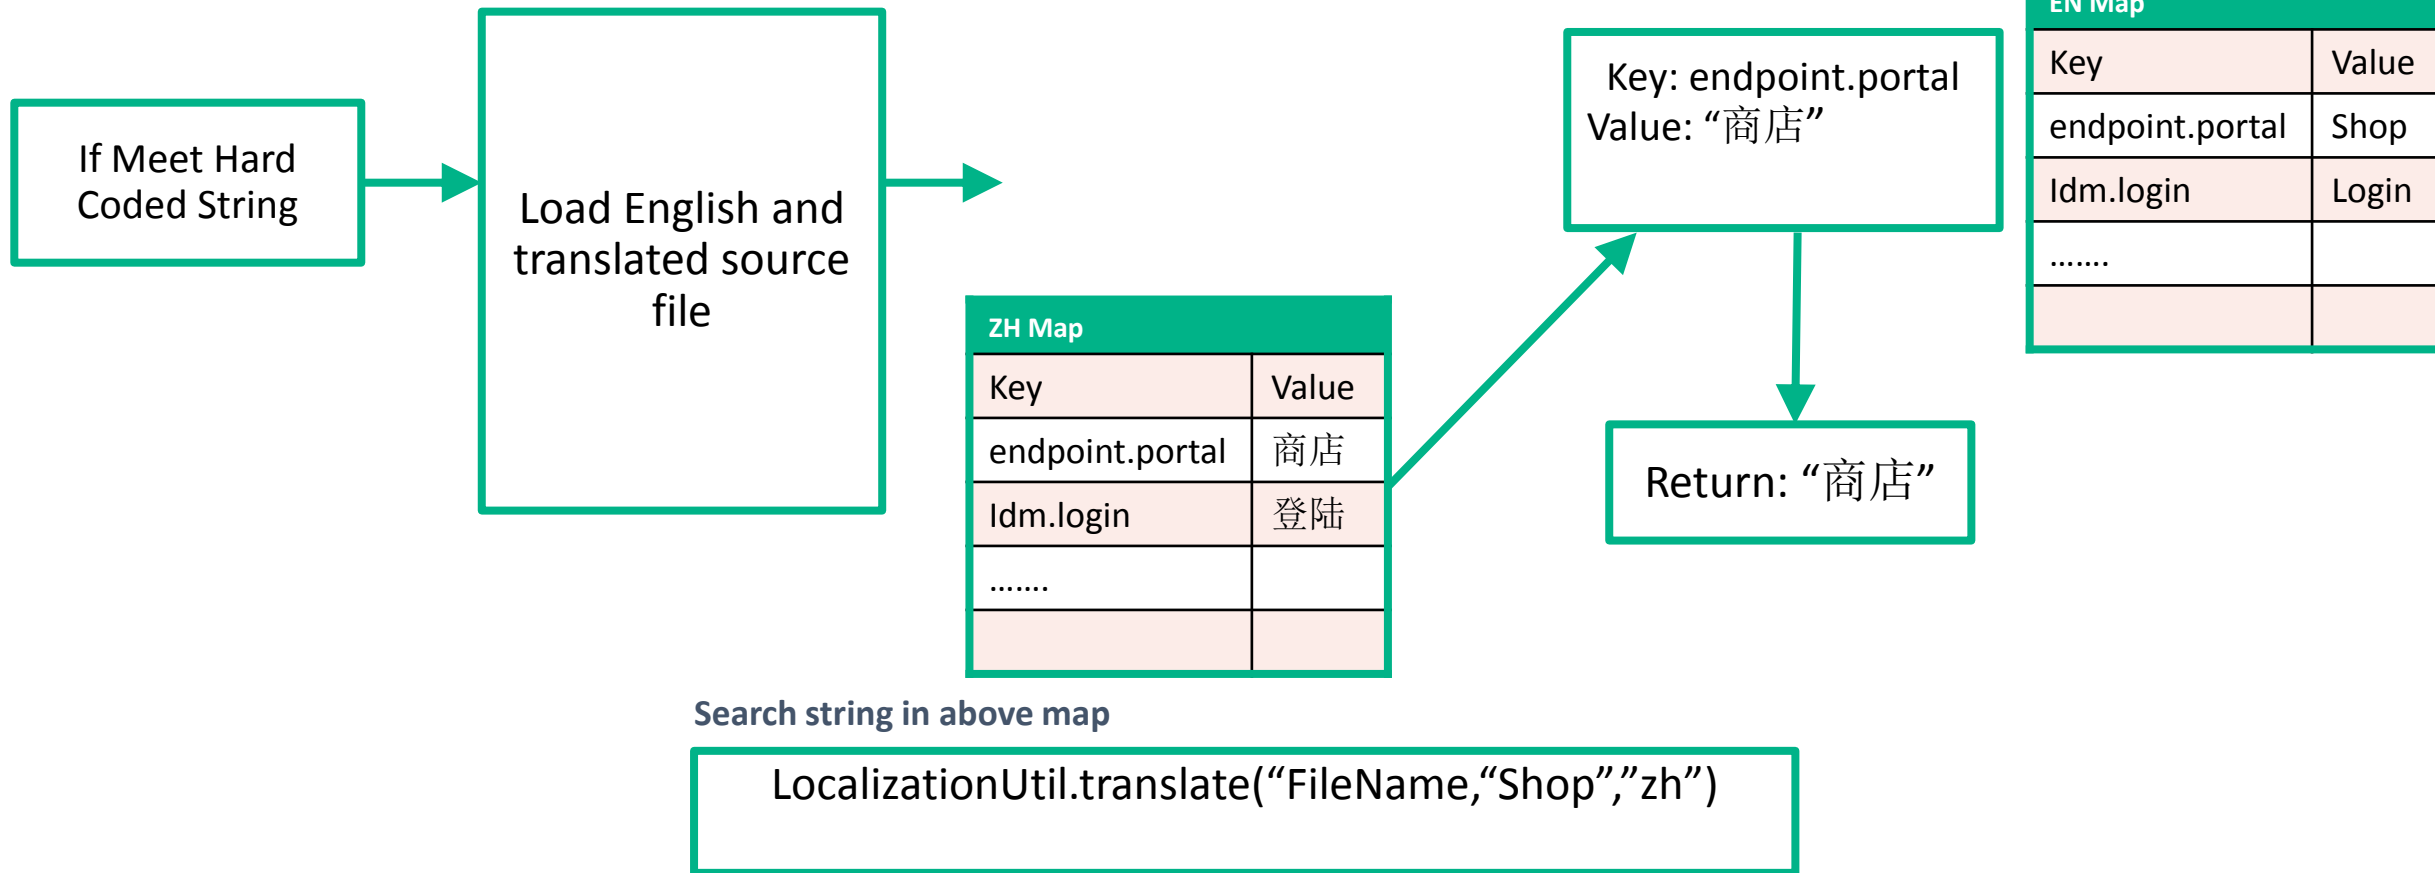 If Meet Hard
Coded String
Load English and
translated source
file
ZH Map
Key Value
endpoint.portal 商店
Idm.login 登陆
.......
Key: endpoint.portal
Value: “商店”
Return: “商店”
EN Map
Key Value
endpoint.portal Shop
Idm.login Login
.......
Search string in above map
LocalizationUtil.translate(“FileName,“Shop”,”zh”)